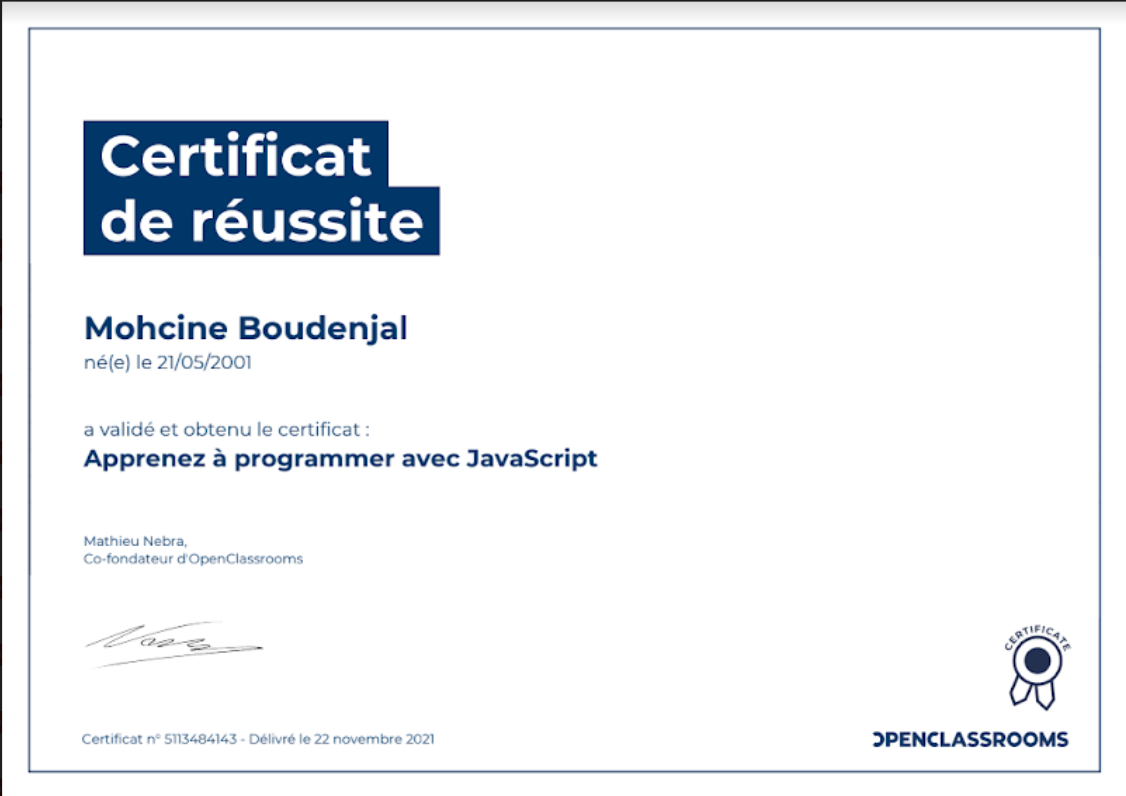 Certificat
de réussite
Mohcine Boudenjal
né(e) le 21/05/2001
a validé et obtenu le certificat :
Apprenez à programmer avec JavaScript
Mathieu Nebra,
Co-fondateur d'OpenClassrooms
CERTIFICATE
Certificat n° 5113484143 - Délivré le 22 novembre 2021
OPENCLASSROOMS